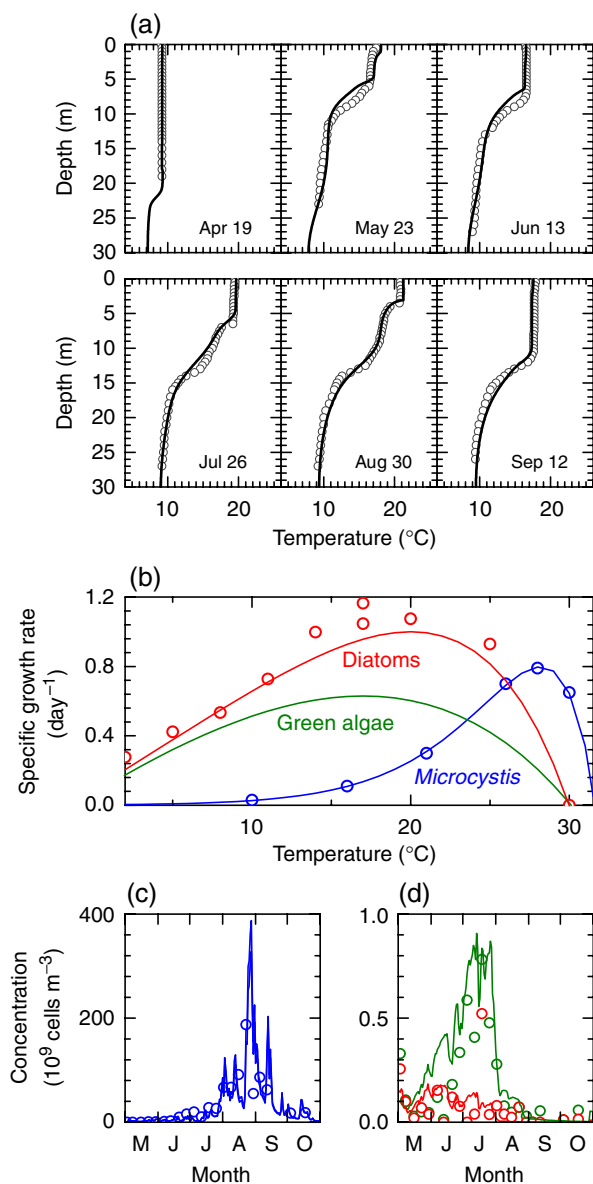 (a)
0
5
10
15
20
25
30
Depth (m)
Apr 19
May 23
Jun 13
0
5
10
15
20
25
30
Depth (m)
Jul 26
Aug 30
Sep 12
10 20 10 20 10 20
Temperature (°C)
(b)
1.2
0.8
0.4
0.0
Specific growth rate
(day−1)
Diatoms
Green algae
Microcystis
10 20 30
Temperature (°C)
(c)
400
200
0
Concentration
(10⁹ cells m−3)
M J J A S O
Month
(d)
1.0
0.5
0.0
M J J A S O
Month